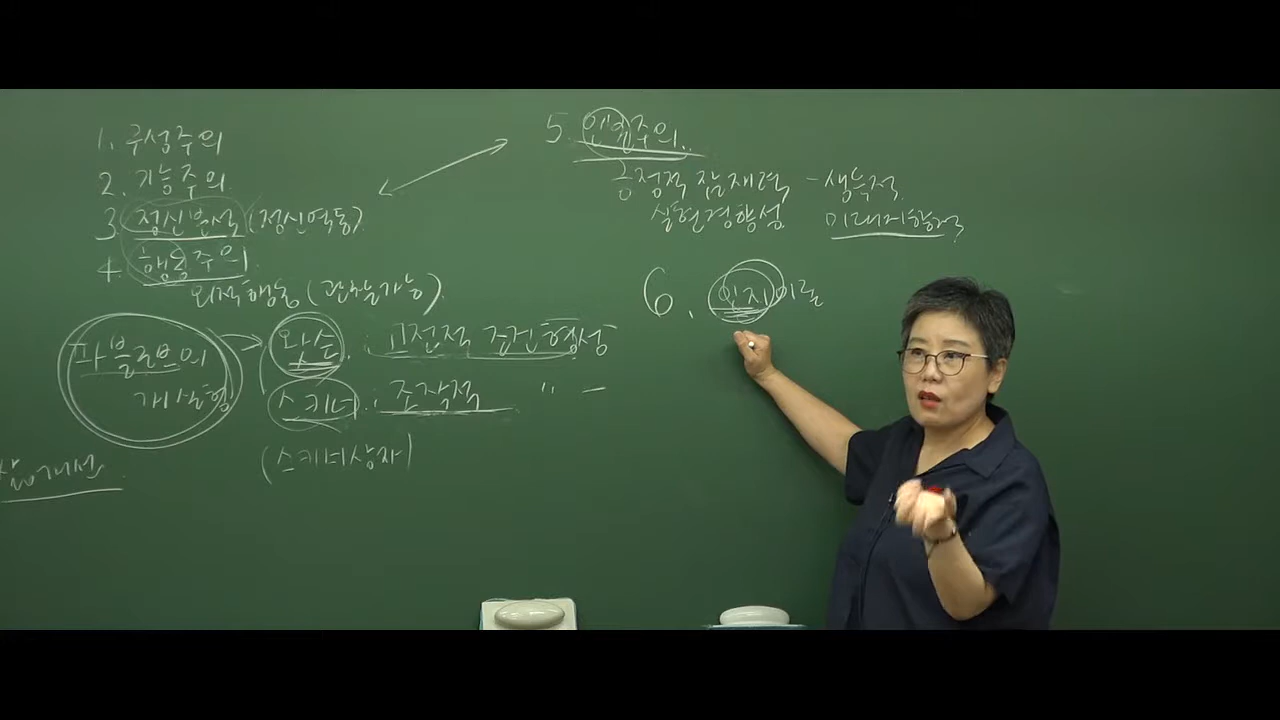 1. 구성주의
2. 기능주의
3. 정신분석 (정신역동)
4. 행동주의
외적행동 (관찰가능)
파블로브의
개실험
왓슨. 고전적 조건형성
스키너. 조작적 〃 ー
(스키너상자)
5. 인본주의..
긍정적 잠재력 - 생산적
실현경향성 미래지향적
6. 인지이론